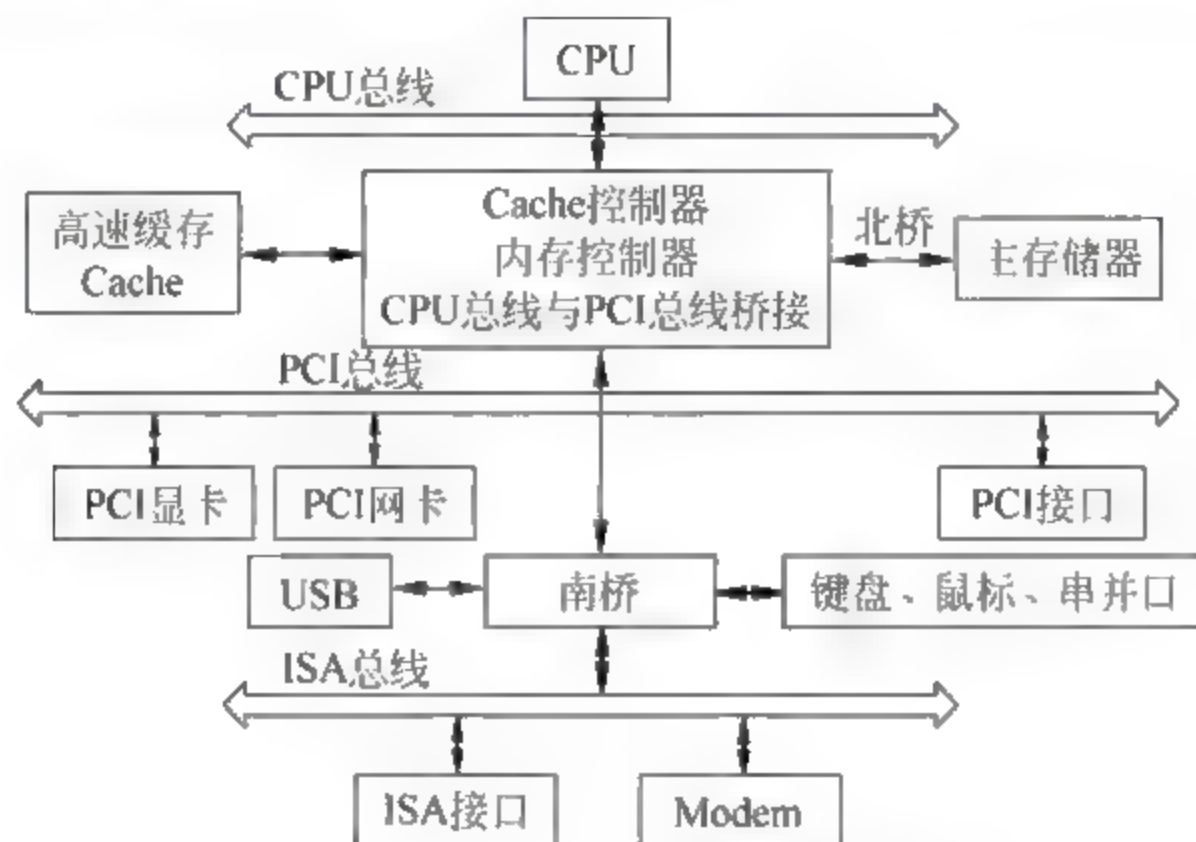 CPU
CPU总线
高速缓存
Cache
Cache控制器
内存控制器
CPU总线与PCI总线桥接
北桥
主存储器
PCI总线
PCI显卡
PCI网卡
PCI接口
USB
南桥
键盘、鼠标、串并口
ISA总线
ISA接口
Modem